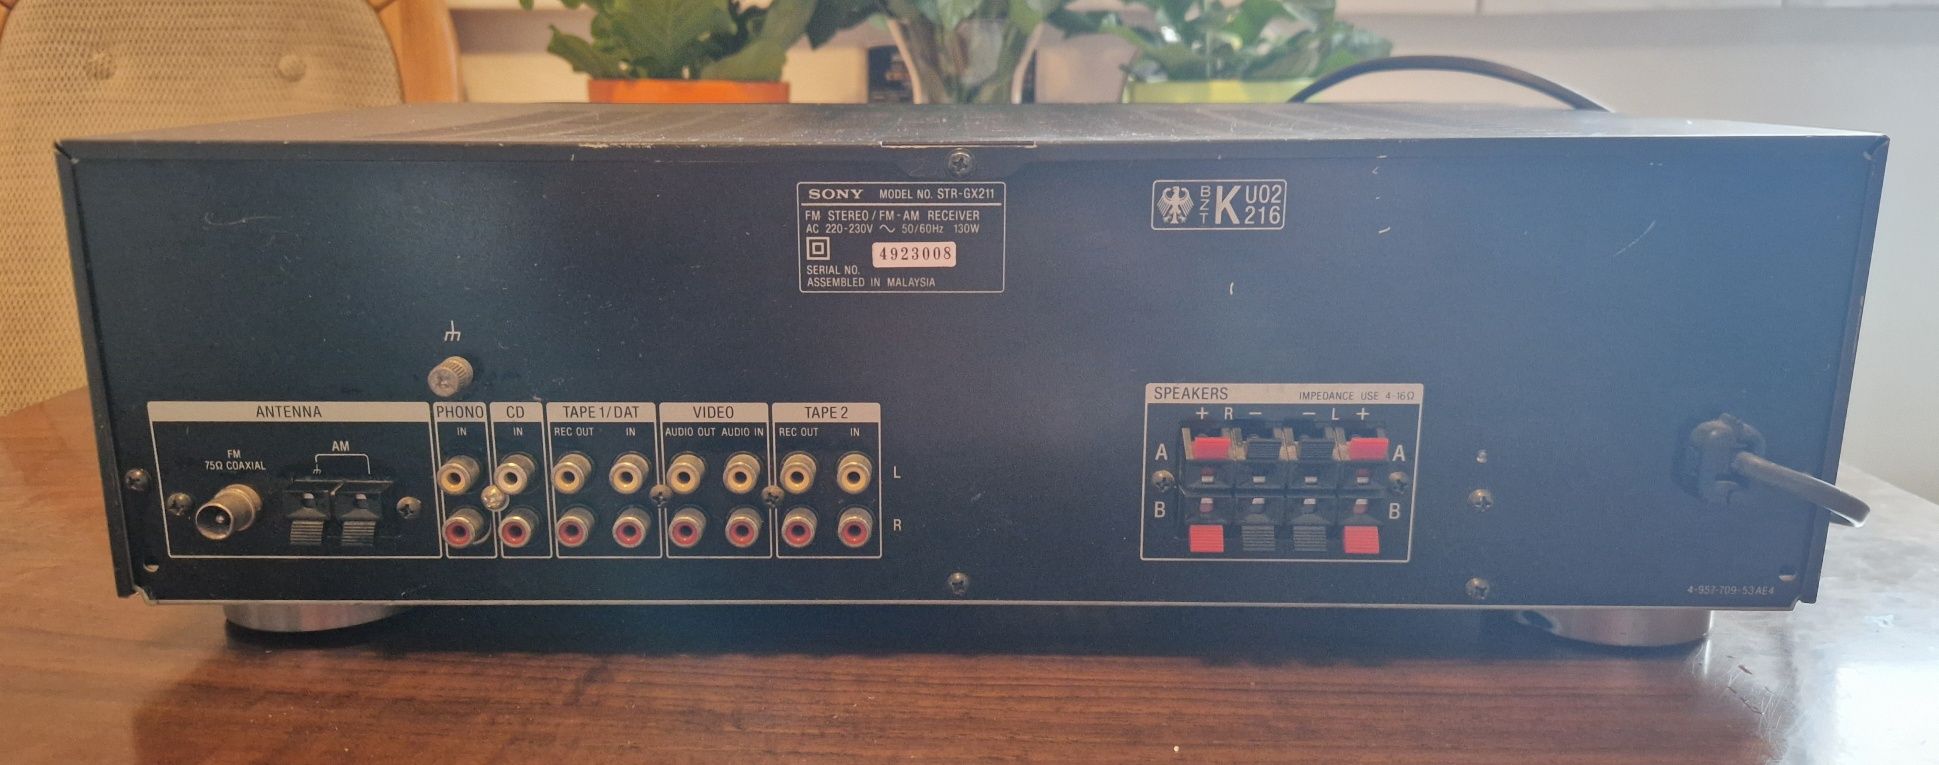 SONY MODEL NO. STR-GX211
FM STEREO / FM-AM RECEIVER
AC 220-230V ~ 50/60Hz 130W
4923008
SERIAL NO.
ASSEMBLED IN MALAYSIA
BZT K U02 216
ANTENNA
FM
75Ω COAXIAL
AM
PHONO
IN
CD
IN
TAPE 1/DAT
REC OUT IN
VIDEO
AUDIO OUT AUDIO IN
TAPE 2
REC OUT IN
L
R
SPEAKERS IMPEDANCE USE 4-16Ω
+ R - - L +
A A
B B
4-957-709-53 AE4